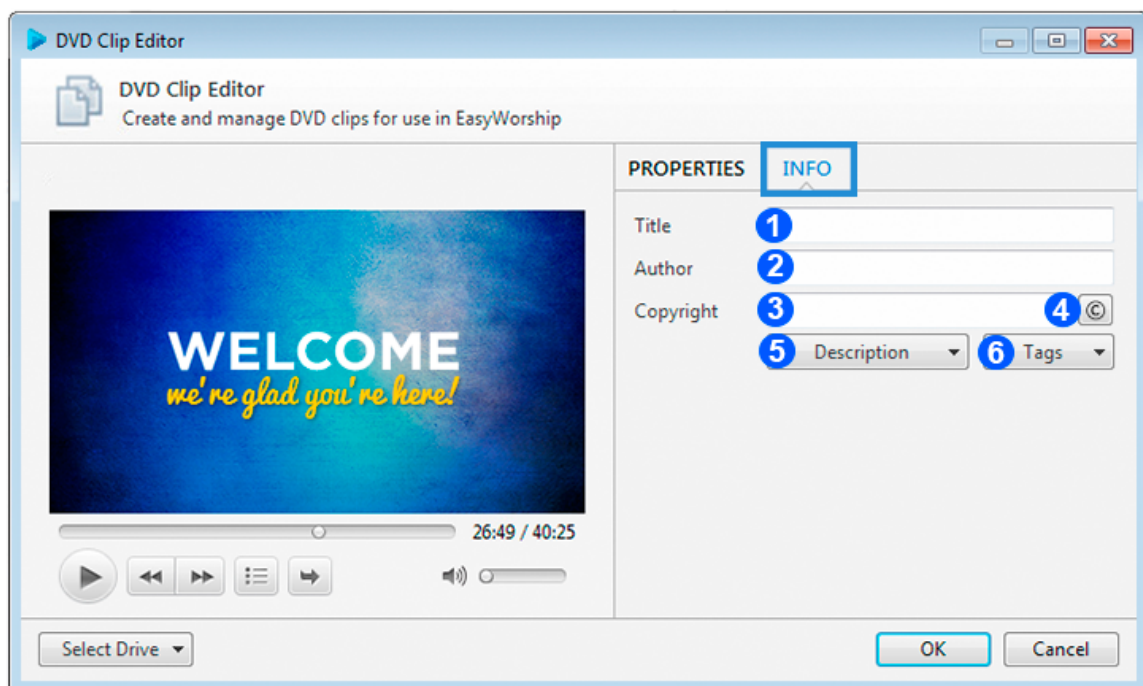 DVD Clip Editor
DVD Clip Editor
Create and manage DVD clips for use in EasyWorship
PROPERTIES INFO
Title 1
Author 2
Copyright 3 4 ©
5 Description 6 Tags
WELCOME
we're glad you're here!
26:49 / 40:25
Select Drive OK Cancel